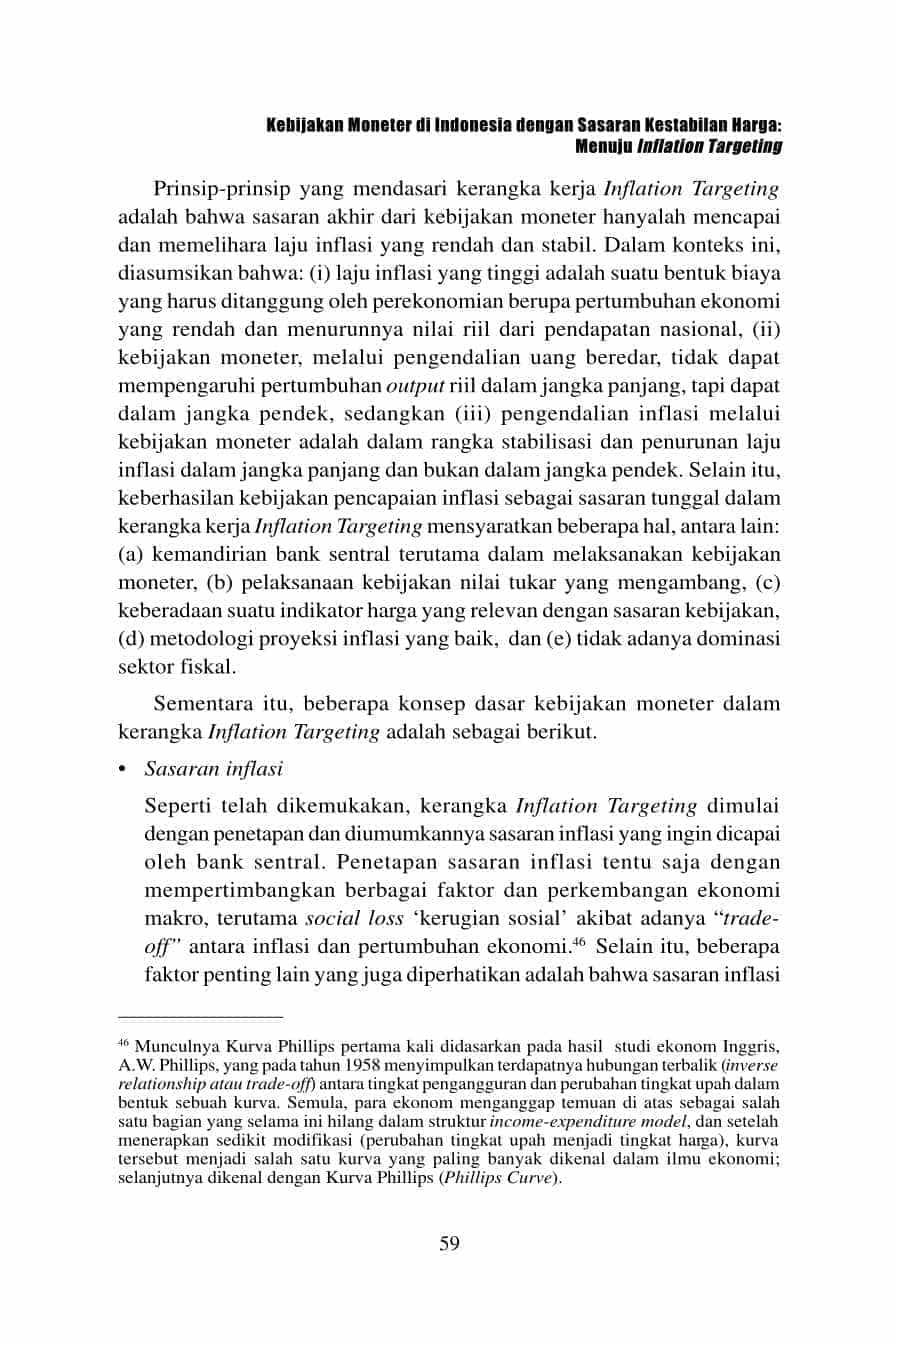 Kebijakan Moneter di Indonesia dengan Sasaran Kestabilan Harga:
Menuju Inflation Targeting
Prinsip-prinsip yang mendasari kerangka kerja Inflation Targeting
adalah bahwa sasaran akhir dari kebijakan moneter hanyalah mencapai
dan memelihara laju inflasi yang rendah dan stabil. Dalam konteks ini,
diasumsikan bahwa: (i) laju inflasi yang tinggi adalah suatu bentuk biaya
yang harus ditanggung oleh perekonomian berupa pertumbuhan ekonomi
yang rendah dan menurunnya nilai riil dari pendapatan nasional, (ii)
kebijakan moneter, melalui pengendalian uang beredar, tidak dapat
mempengaruhi pertumbuhan output riil dalam jangka panjang, tapi dapat
dalam jangka pendek, sedangkan (iii) pengendalian inflasi melalui
kebijakan moneter adalah dalam rangka stabilisasi dan penurunan laju
inflasi dalam jangka panjang dan bukan dalam jangka pendek. Selain itu,
keberhasilan kebijakan pencapaian inflasi sebagai sasaran tunggal dalam
kerangka kerja Inflation Targeting mensyaratkan beberapa hal, antara lain:
(a) kemandirian bank sentral terutama dalam melaksanakan kebijakan
moneter, (b) pelaksanaan kebijakan nilai tukar yang mengambang, (c)
keberadaan suatu indikator harga yang relevan dengan sasaran kebijakan,
(d) metodologi proyeksi inflasi yang baik, dan (e) tidak adanya dominasi
sektor fiskal.
Sementara itu, beberapa konsep dasar kebijakan moneter dalam
kerangka Inflation Targeting adalah sebagai berikut.
• Sasaran inflasi
Seperti telah dikemukakan, kerangka Inflation Targeting dimulai
dengan penetapan dan diumumkannya sasaran inflasi yang ingin dicapai
oleh bank sentral. Penetapan sasaran inflasi tentu saja dengan
mempertimbangkan berbagai faktor dan perkembangan ekonomi
makro, terutama social loss ‘kerugian sosial’ akibat adanya “trade-
off” antara inflasi dan pertumbuhan ekonomi.46 Selain itu, beberapa
faktor penting lain yang juga diperhatikan adalah bahwa sasaran inflasi
46 Munculnya Kurva Phillips pertama kali didasarkan pada hasil studi ekonom Inggris,
A.W. Phillips, yang pada tahun 1958 menyimpulkan terdapatnya hubungan terbalik (inverse
relationship atau trade-off) antara tingkat pengangguran dan perubahan tingkat upah dalam
bentuk sebuah kurva. Semula, para ekonom menganggap temuan di atas sebagai salah
satu bagian yang selama ini hilang dalam struktur income-expenditure model, dan setelah
menerapkan sedikit modifikasi (perubahan tingkat upah menjadi tingkat harga), kurva
tersebut menjadi salah satu kurva yang paling banyak dikenal dalam ilmu ekonomi;
selanjutnya dikenal dengan Kurva Phillips (Phillips Curve).
59